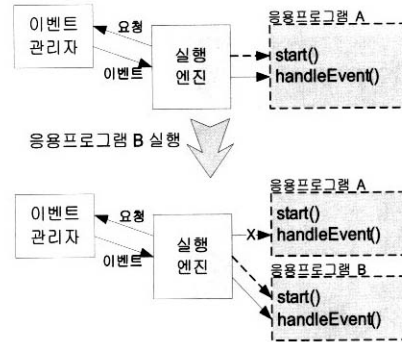 응용프로그램 A
이벤트
관리자
요청
이벤트
실행
엔진
start()
handleEvent()
응용프로그램 B 실행
응용프로그램 A
이벤트
관리자
요청
이벤트
실행
엔진
X
start()
handleEvent()
응용프로그램 B
start()
handleEvent()